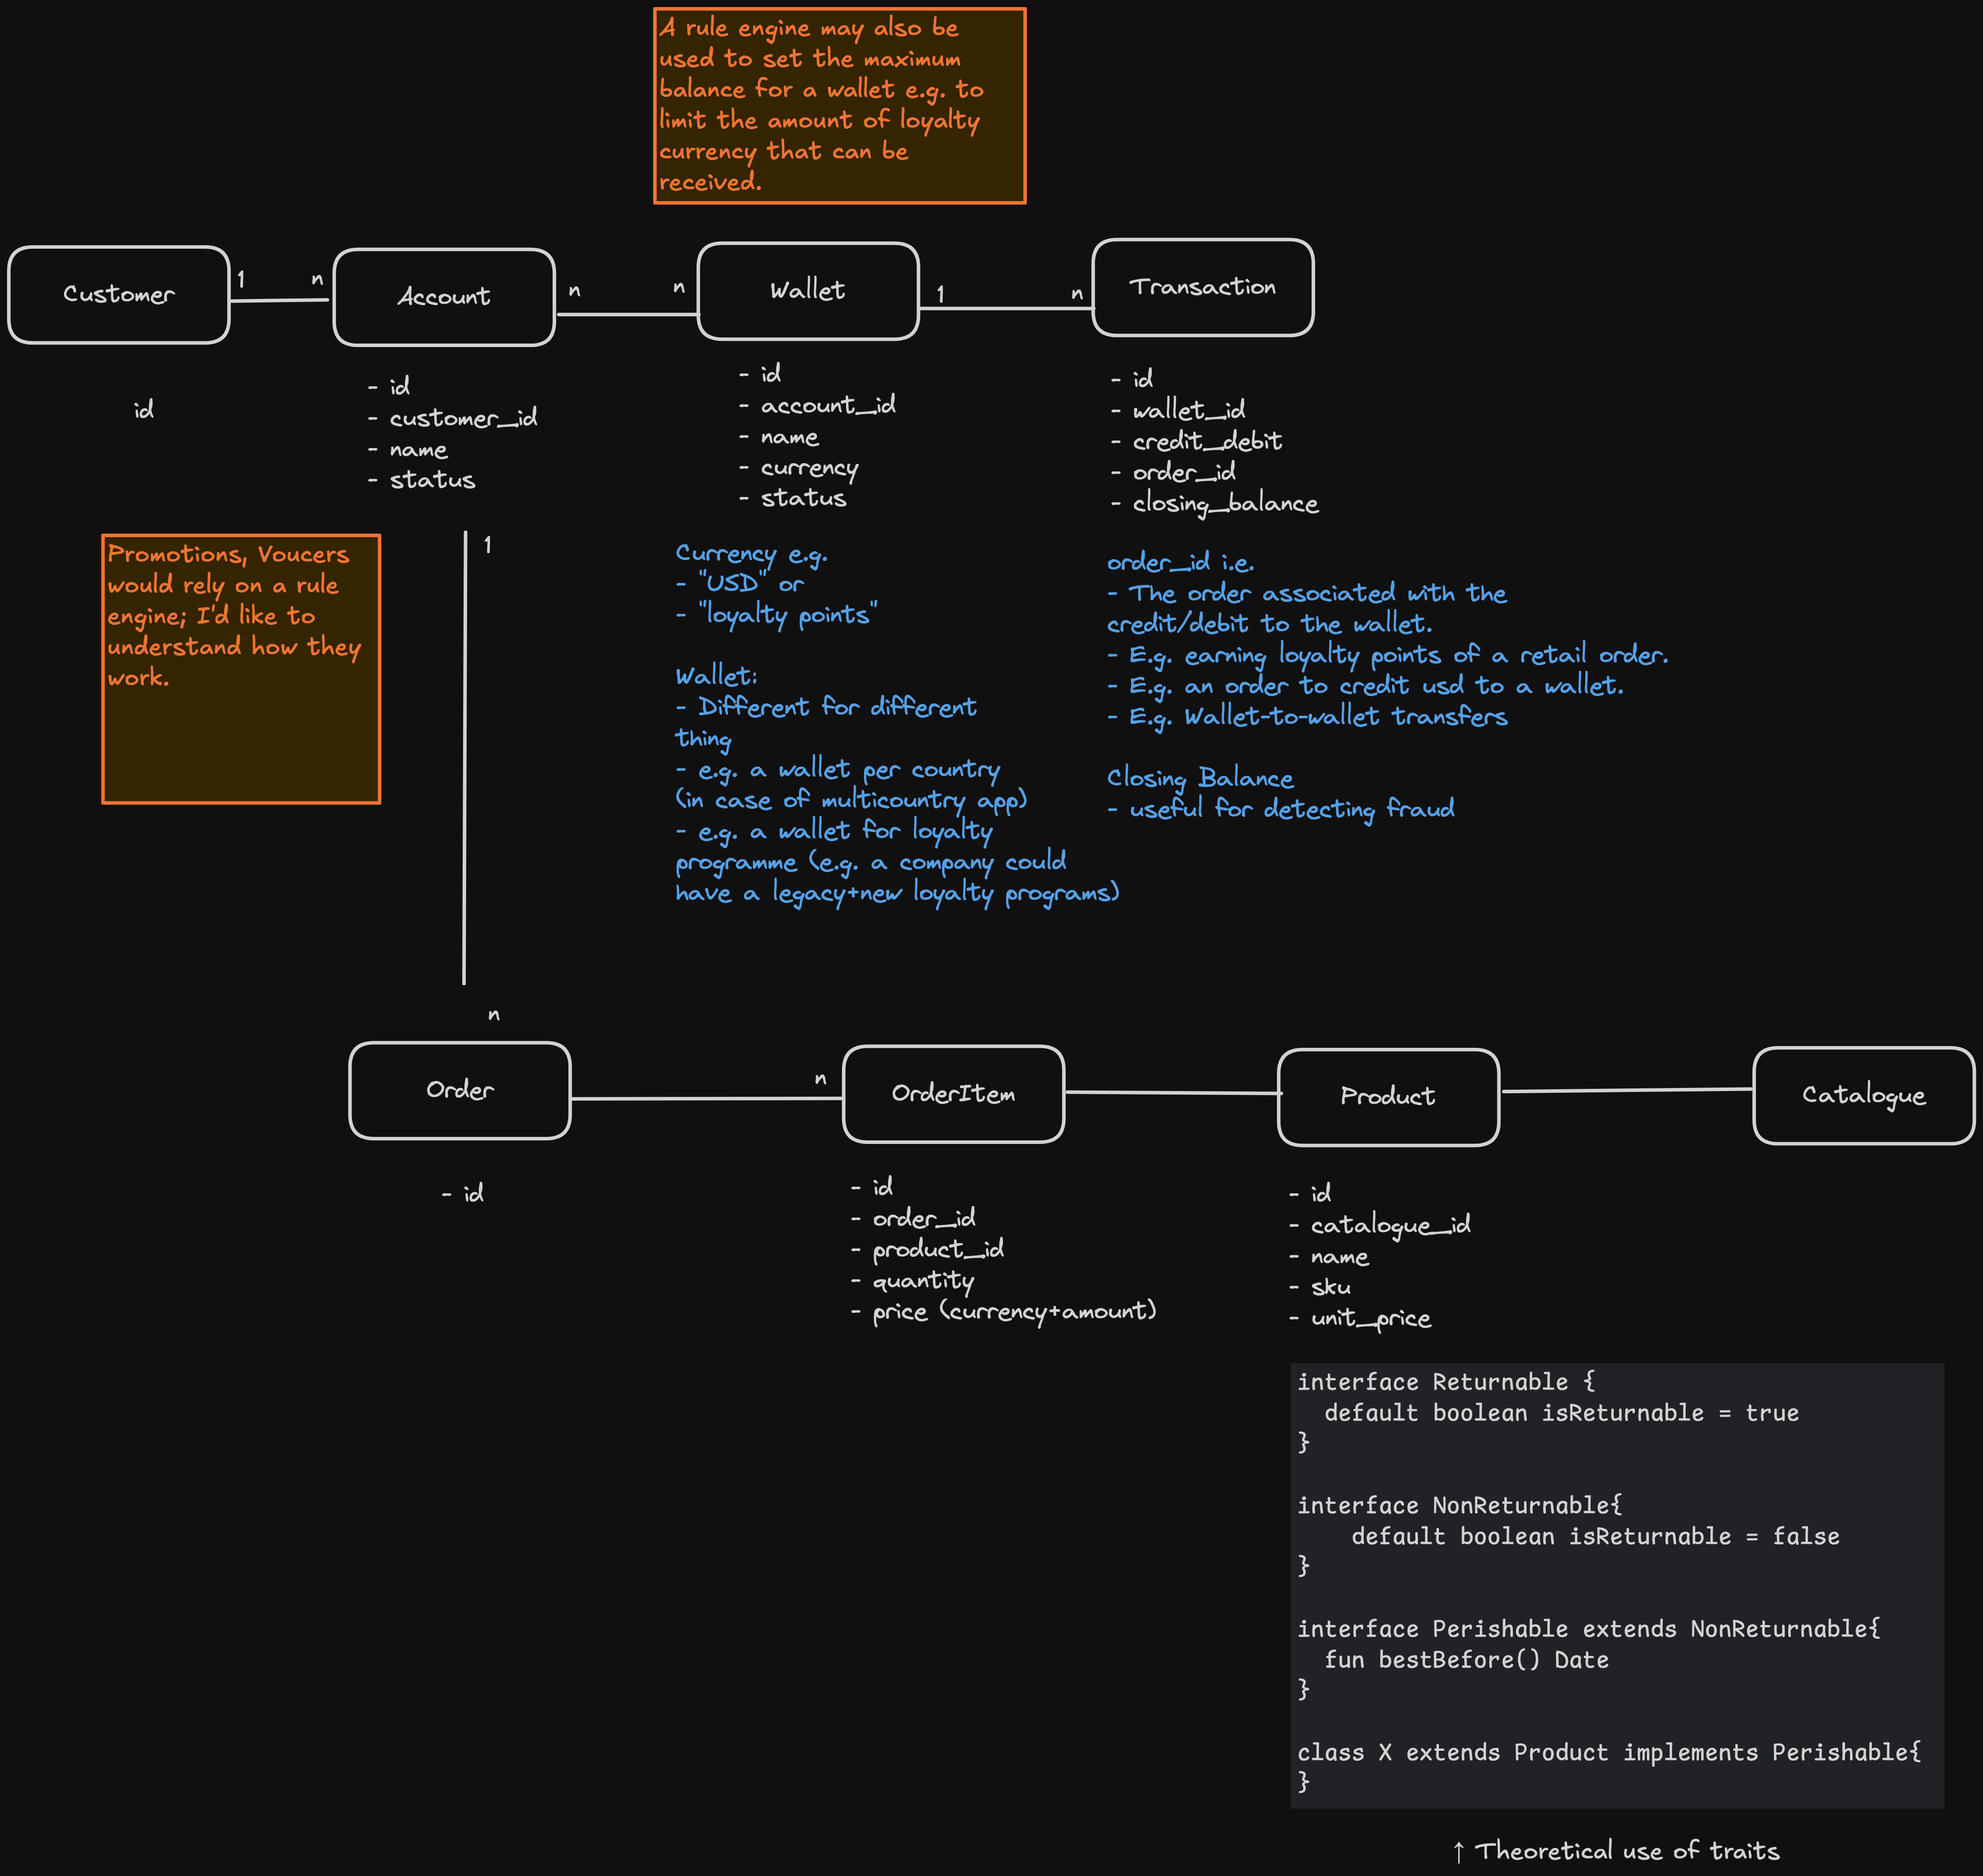 A rule engine may also be
used to set the maximum
balance for a wallet e.g. to
limit the amount of loyalty
currency that can be
received.
Customer
1
n
Account
n
n
Wallet
1
n
Transaction
id
- id
- customer_id
- name
- status
- id
- account_id
- name
- currency
- status
- id
- wallet_id
- credit_debit
- order_id
- closing_balance
Promotions, Voucers
would rely on a rule
engine; I'd like to
understand how they
work.
1
n
Currency e.g.
- "USD" or
- "loyalty points"
Wallet:
- Different for different
thing
- e.g. a wallet per country
(in case of multicountry app)
- e.g. a wallet for loyalty
programme (e.g. a company could
have a legacy+new loyalty programs)
order_id i.e.
- The order associated with the
credit/debit to the wallet.
- E.g. earning loyalty points of a retail order.
- E.g. an order to credit usd to a wallet.
- E.g. Wallet-to-wallet transfers
Closing Balance
- useful for detecting fraud
Order
n
OrderItem
Product
Catalogue
- id
- id
- order_id
- product_id
- quantity
- price (currency+amount)
- id
- catalogue_id
- name
- sku
- unit_price
interface Returnable {
default boolean isReturnable = true
}
interface NonReturnable{
default boolean isReturnable = false
}
interface Perishable extends NonReturnable{
fun bestBefore() Date
}
class X extends Product implements Perishable{
}
↑ Theoretical use of traits